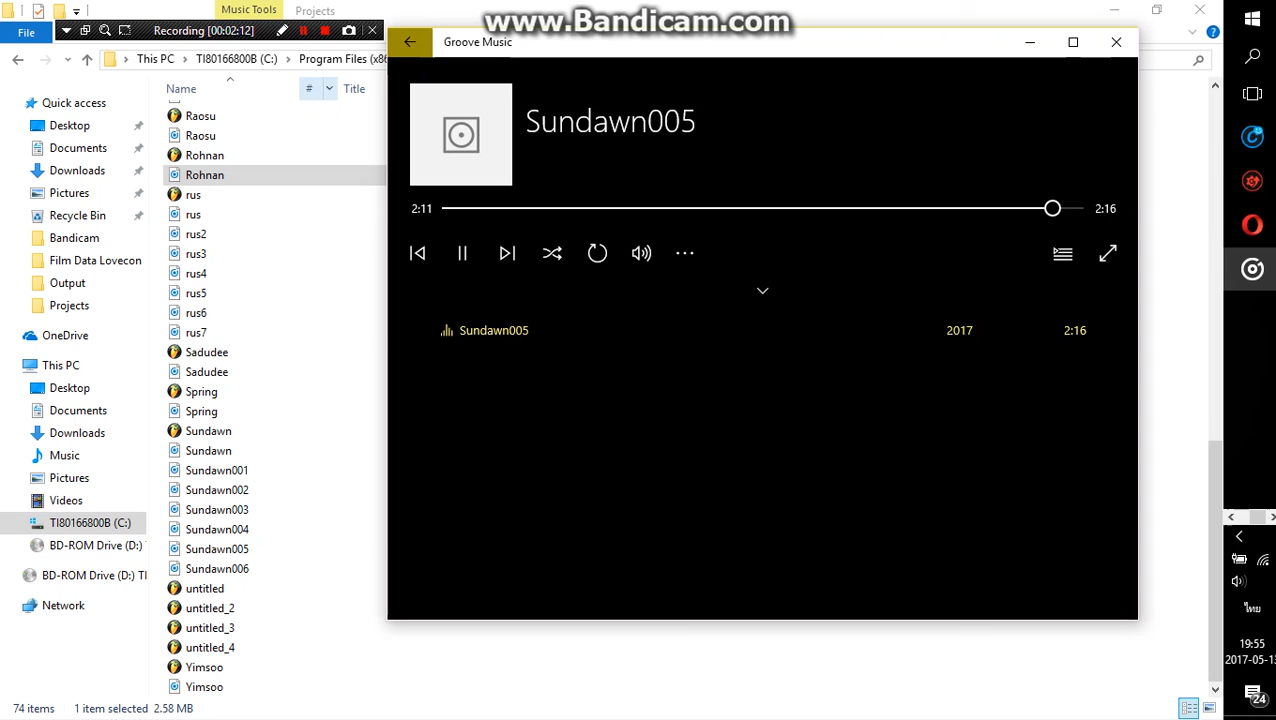 www.Bandicam.com
Music Tools
Projects
Recording [00:02:12]
File
Groove Music
This PC > TI80166800B (C:) > Program Files (x8
Name
#
Title
Quick access
Desktop
Documents
Downloads
Pictures
Recycle Bin
Bandicam
Film Data Lovecon
Output
Projects
OneDrive
This PC
Desktop
Documents
Downloads
Music
Pictures
Videos
TI80166800B (C:)
BD-ROM Drive (D:)
BD-ROM Drive (D:) TI
Network
Raosu
Raosu
Rohnan
Rohnan
rus
rus
rus2
rus3
rus4
rus5
rus6
rus7
Sadudee
Sadudee
Spring
Spring
Sundawn
Sundawn
Sundawn001
Sundawn002
Sundawn003
Sundawn004
Sundawn005
Sundawn006
untitled
untitled_2
untitled_3
untitled_4
Yimsoo
Yimsoo
Sundawn005
2:11
2:16
Sundawn005 2017 2:16
ไทย
19:55
2017-05-13
24
74 items 1 item selected 2.58 MB